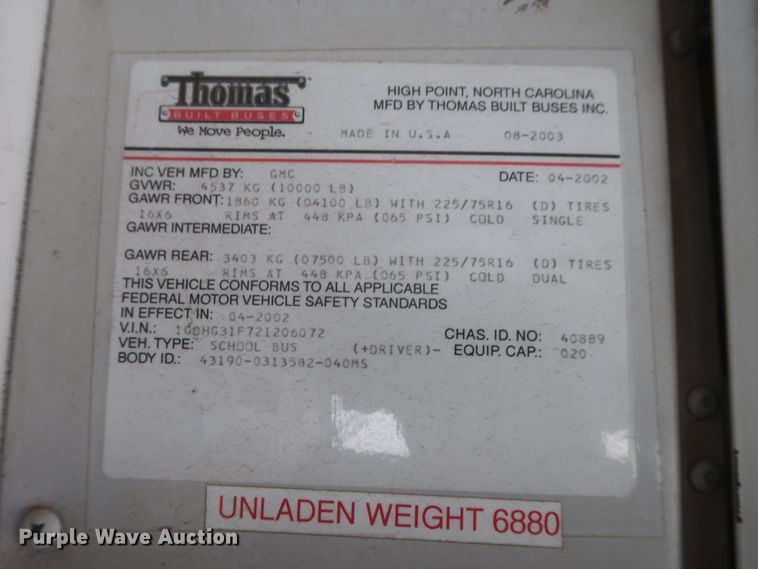 Thomas
BUILT BUSES
We Move People.
HIGH POINT, NORTH CAROLINA
MFD BY THOMAS BUILT BUSES INC.
MADE IN U.S.A 08-2003
INC VEH MFD BY: GMC DATE: 04-2002
GVWR: 4537 KG (10000 LB)
GAWR FRONT: 1860 KG (04100 LB) WITH 225/75R16 (D) TIRES
16X6 RIMS AT 448 KPA (065 PSI) COLD SINGLE
GAWR INTERMEDIATE:
GAWR REAR: 3403 KG (07500 LB) WITH 225/75R16 (D) TIRES
16X6 RIMS AT 448 KPA (065 PSI) COLD DUAL
THIS VEHICLE CONFORMS TO ALL APPLICABLE
FEDERAL MOTOR VEHICLE SAFETY STANDARDS
IN EFFECT IN: 04-2002
V.I.N.: 1GBHG31F721206072 CHAS. ID. NO: 40889
VEH. TYPE: SCHOOL BUS (+DRIVER)- EQUIP. CAP.: 020
BODY ID.: 43190-0313582-040MS
UNLADEN WEIGHT 6880
Purple Wave Auction